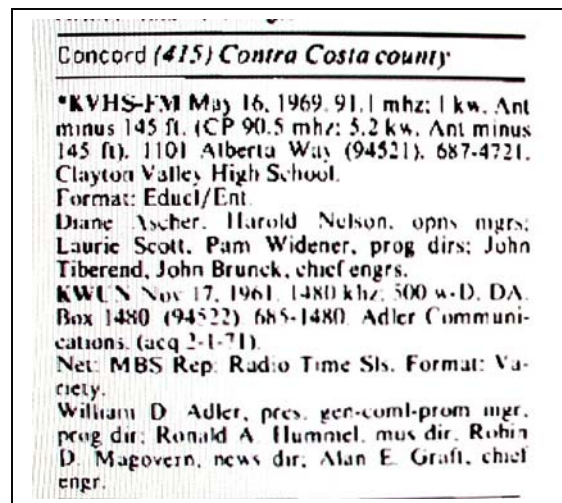 Concord (415) Contra Costa county
*KVHS-FM May 16, 1969. 91.1 mhz: 1 kw. Ant
minus 145 ft. (CP 90.5 mhz: 5.2 kw. Ant minus
145 ft). 1101 Alberta Way (94521). 687-4721.
Clayton Valley High School.
Format: Educl/Ent.
Diane Ascher, Harold Nelson, opns mgrs;
Laurie Scott, Pam Widener, prog dirs; John
Tiberend, John Brunck, chief engrs.
KWUN Nov 17, 1961. 1480 khz: 500 w-D, DA.
Box 1480 (94522). 685-1480. Adler Communi-
cations. (acq 2-1-71).
Net: MBS Rep: Radio Time Sls. Format: Va-
riety.
William D. Adler, pres, gen-coml-prom mgr,
prog dir; Ronald A. Hummel, mus dir, Robin
D. Magovern, news dir; Alan E. Graft, chief
engr.